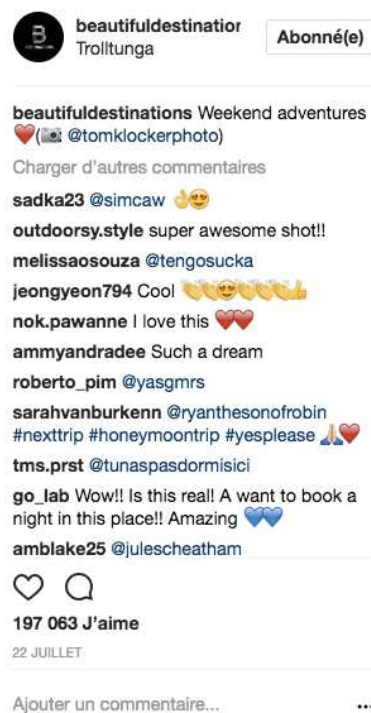 beautifuldestination
Trolltunga
Abonné(e)
beautifuldestinations Weekend adventures
❤️(📷 @tomklockerphoto)
Charger d'autres commentaires
sadka23 @simcaw 👌😍
outdoorsy.style super awesome shot!!
melissaosouza @tengosucka
jeongyeon794 Cool 👏👏😍👏👏👏👍
nok.pawanne I love this ❤️❤️
ammyandradee Such a dream
roberto_pim @yasgmrs
sarahvanburkenn @ryanthesonofrobin
#nexttrip #honeymoontrip #yesplease 🙏❤️
tms.prst @tunaspasdormisici
go_lab Wow!! Is this real! A want to book a
night in this place!! Amazing 💙💙
amblake25 @julescheatham
197 063 J'aime
22 JUILLET
Ajouter un commentaire...